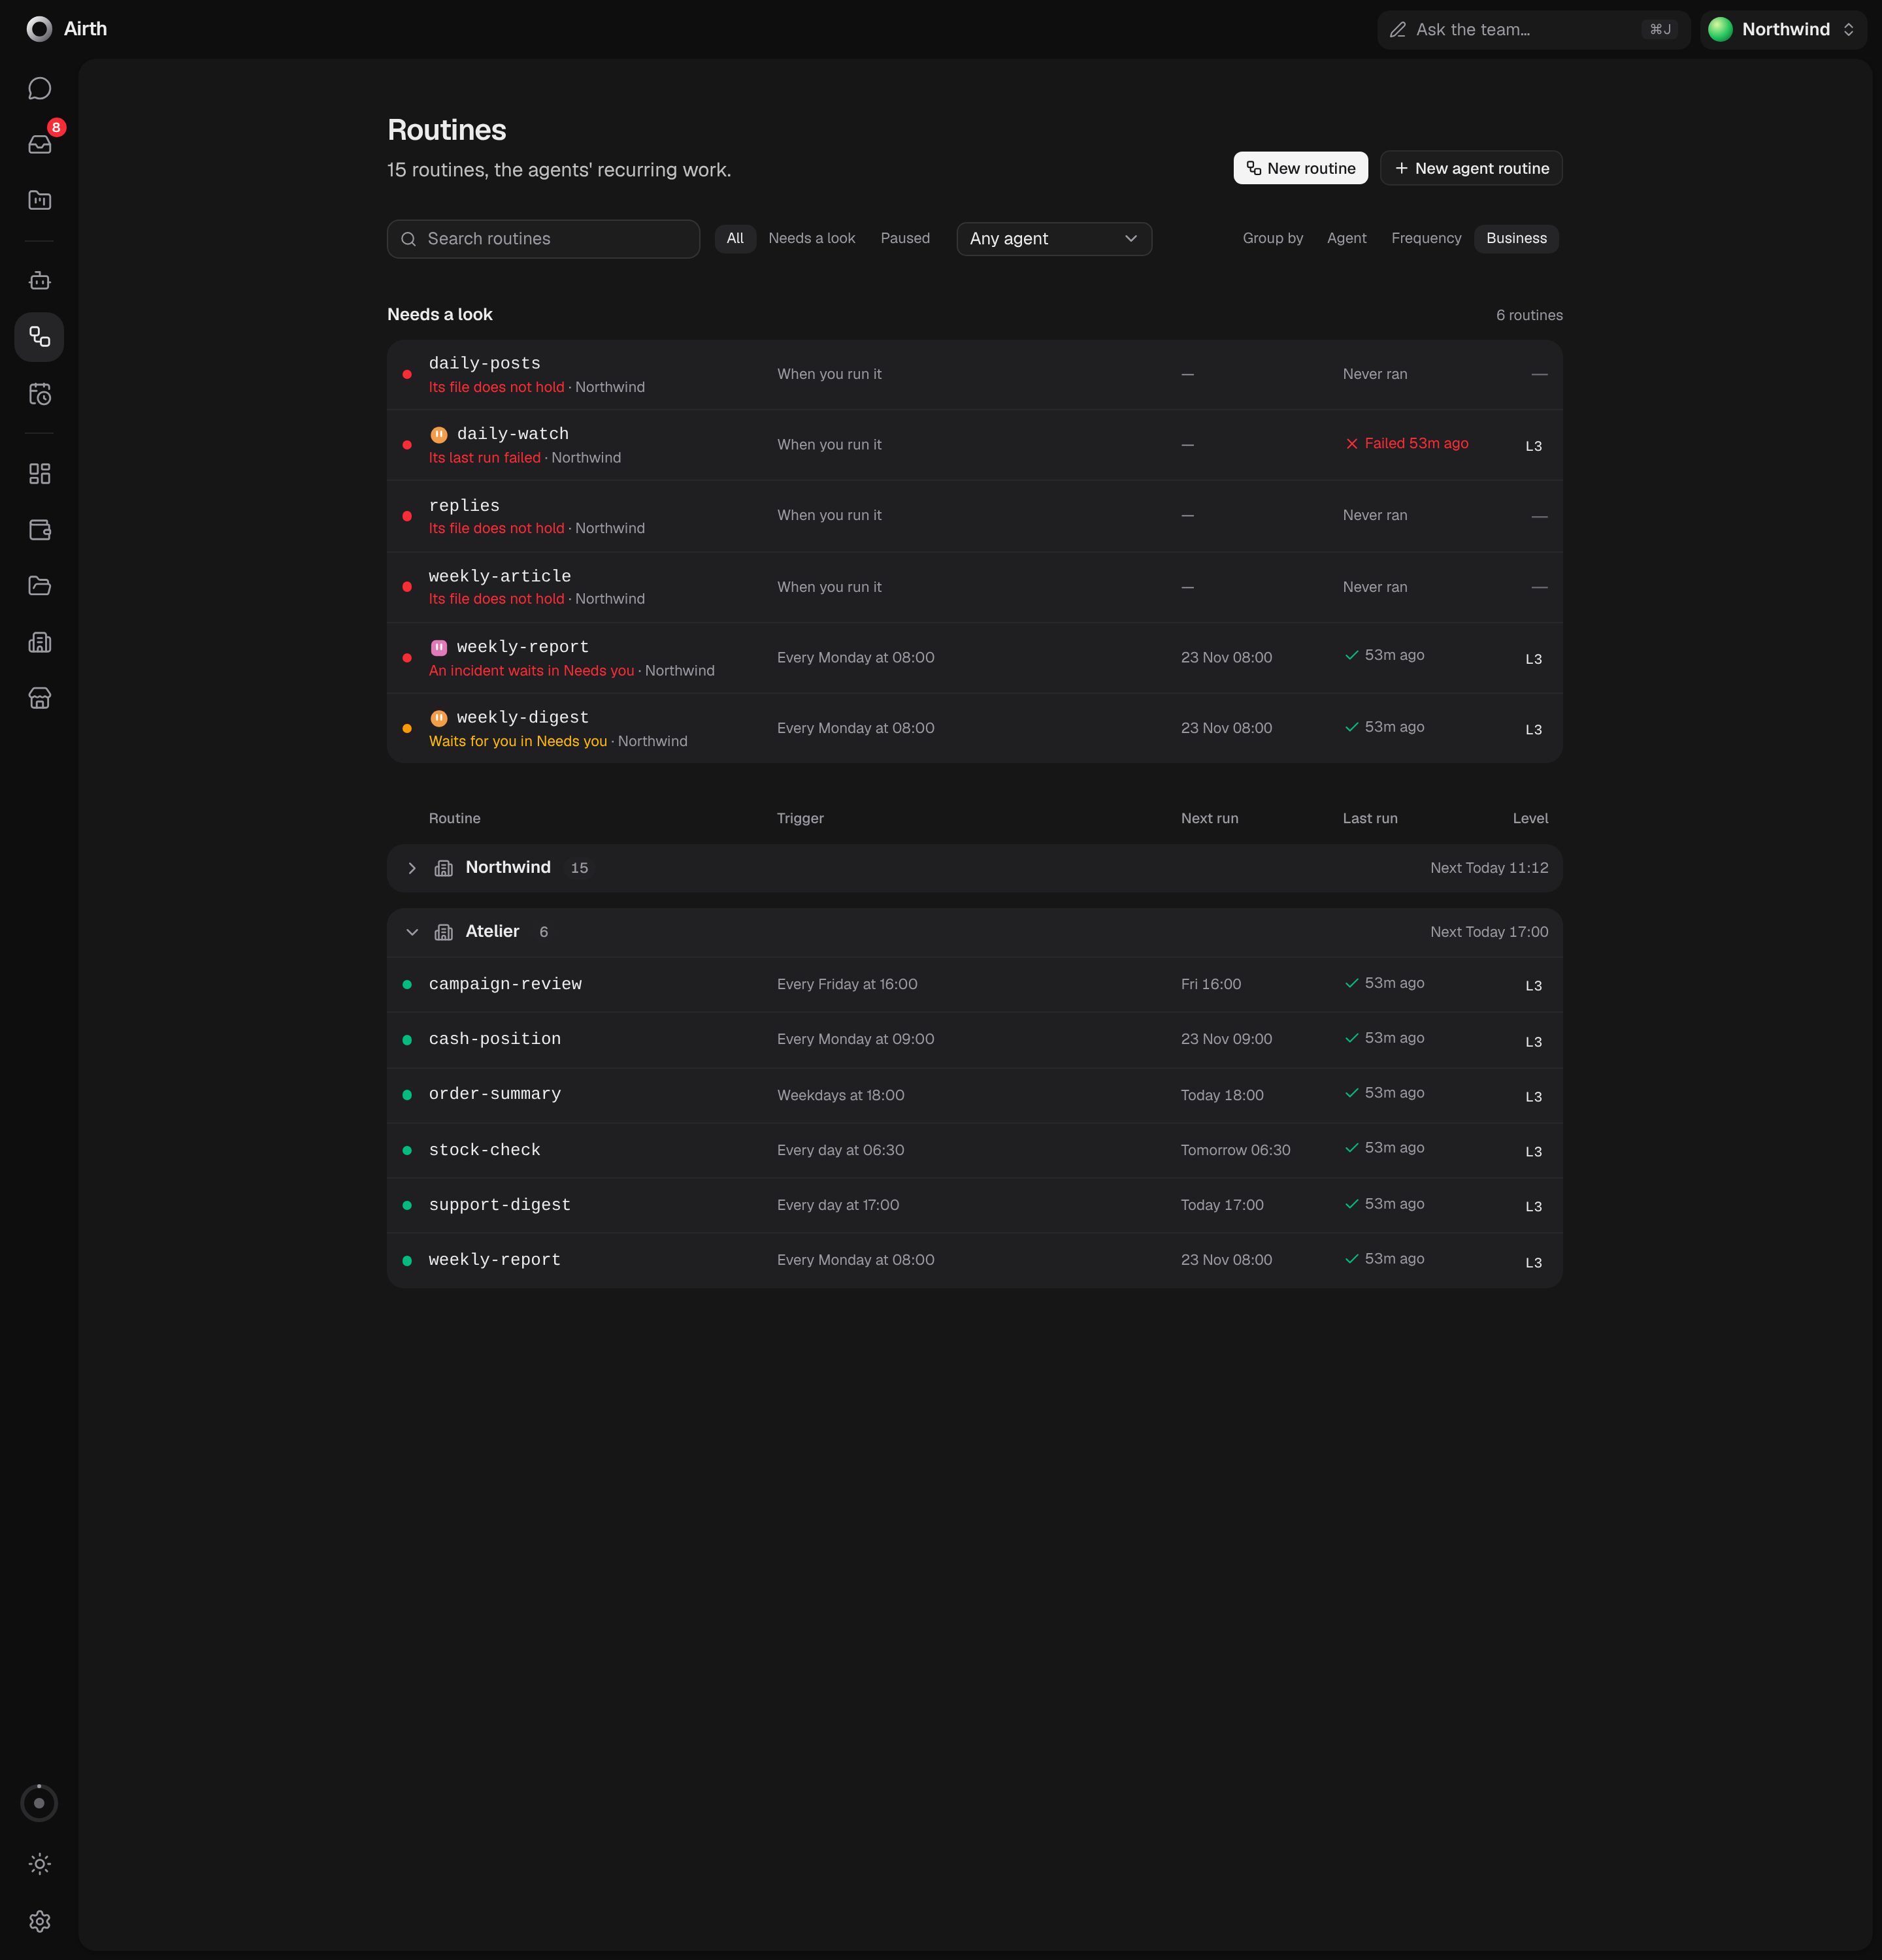 Airth
Ask the team... ⌘J
Northwind
8
Routines
15 routines, the agents' recurring work.
New routine
New agent routine
Search routines
All Needs a look Paused
Any agent
Group by Agent Frequency Business
Needs a look
6 routines
daily-posts
Its file does not hold · Northwind
When you run it — Never ran —
daily-watch
Its last run failed · Northwind
When you run it — Failed 53m ago L3
replies
Its file does not hold · Northwind
When you run it — Never ran —
weekly-article
Its file does not hold · Northwind
When you run it — Never ran —
weekly-report
An incident waits in Needs you · Northwind
Every Monday at 08:00 23 Nov 08:00 53m ago L3
weekly-digest
Waits for you in Needs you · Northwind
Every Monday at 08:00 23 Nov 08:00 53m ago L3
Routine Trigger Next run Last run Level
Northwind 15 Next Today 11:12
Atelier 6 Next Today 17:00
campaign-review Every Friday at 16:00 Fri 16:00 53m ago L3
cash-position Every Monday at 09:00 23 Nov 09:00 53m ago L3
order-summary Weekdays at 18:00 Today 18:00 53m ago L3
stock-check Every day at 06:30 Tomorrow 06:30 53m ago L3
support-digest Every day at 17:00 Today 17:00 53m ago L3
weekly-report Every Monday at 08:00 23 Nov 08:00 53m ago L3